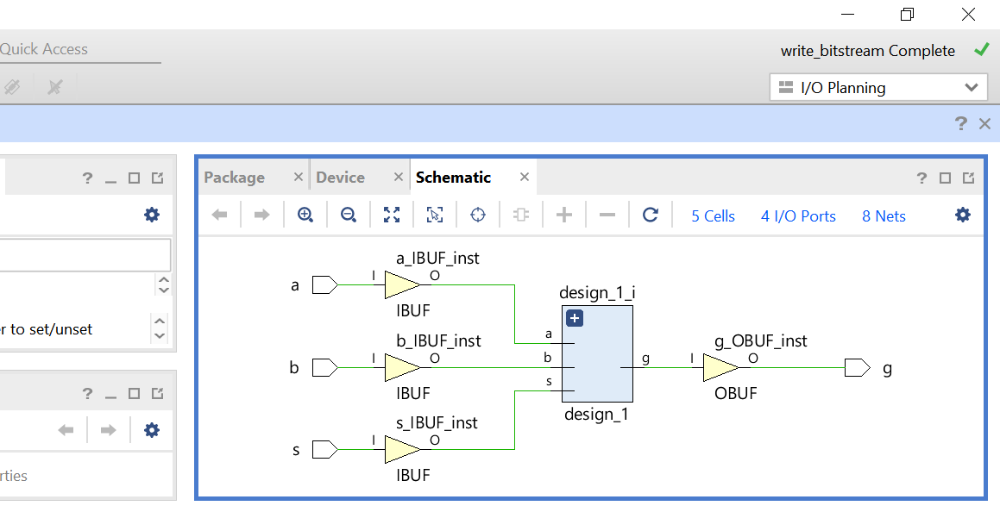 Quick Access
write_bitstream Complete
I/O Planning
Package
Device
Schematic
5 Cells
4 I/O Ports
8 Nets
a_IBUF_inst
a
I
O
IBUF
design_1_i
a
b
s
g
design_1
b_IBUF_inst
b
I
O
IBUF
g_OBUF_inst
I
O
g
OBUF
s_IBUF_inst
s
I
O
IBUF
r to set/unset
rties